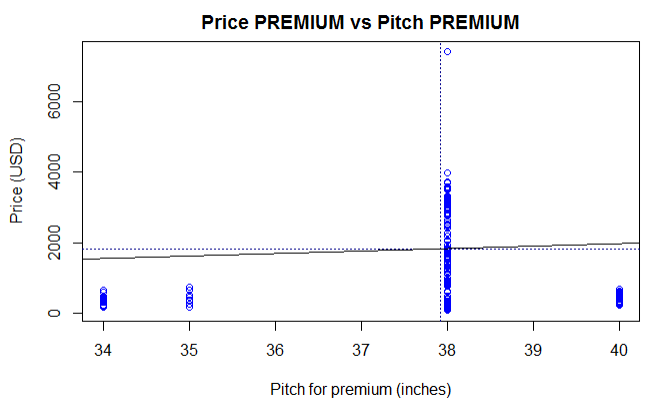 Price PREMIUM vs Pitch PREMIUM
Price (USD)
6000
4000
2000
0
34 35 36 37 38 39 40
Pitch for premium (inches)